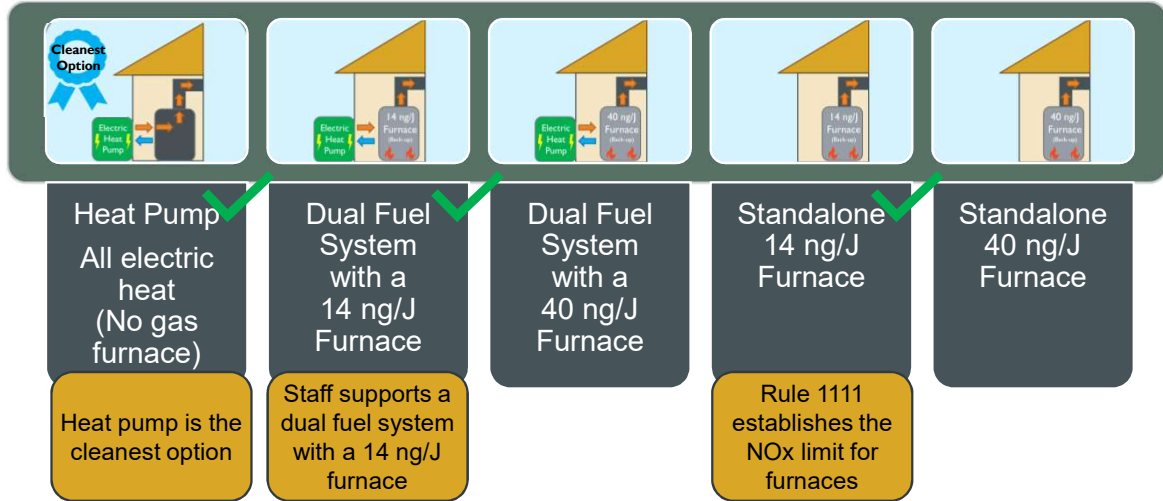 Cleanest
Option
Electric
Heat
Pump
Electric
Heat
Pump
14 ng/J
Furnace
(Back-up)
Electric
Heat
Pump
40 ng/J
Furnace
(Back-up)
14 ng/J
Furnace
(Back-up)
40 ng/J
Furnace
(Back-up)
Heat Pump
All electric
heat
(No gas
furnace)
Dual Fuel
System
with a
14 ng/J
Furnace
Dual Fuel
System
with a
40 ng/J
Furnace
Standalone
14 ng/J
Furnace
Standalone
40 ng/J
Furnace
Heat pump is the
cleanest option
Staff supports a
dual fuel system
with a 14 ng/J
furnace
Rule 1111
establishes the
NOx limit for
furnaces